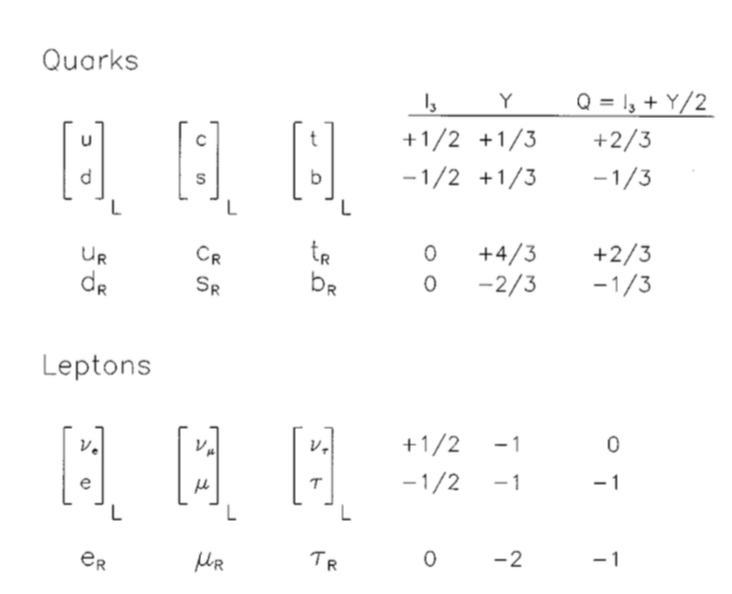 Quarks
I₃ Y Q = I₃ + Y/2
u c t +1/2 +1/3 +2/3
d s b −1/2 +1/3 −1/3
L L L
uR cR tR 0 +4/3 +2/3
dR sR bR 0 −2/3 −1/3
Leptons
νe νμ ντ +1/2 −1 0
e μ τ −1/2 −1 −1
L L L
eR μR τR 0 −2 −1